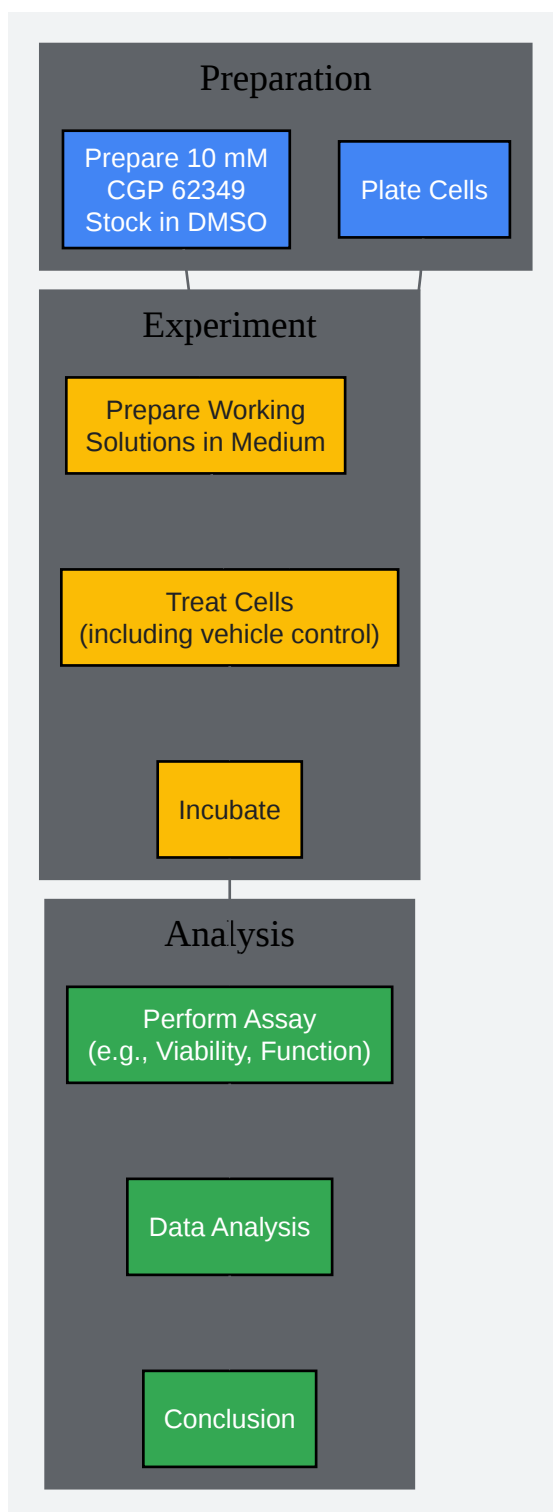 Preparation
Prepare 10 mM
CGP 62349
Stock in DMSO
Plate Cells
Experiment
Prepare Working
Solutions in Medium
Treat Cells
(including vehicle control)
Incubate
Analysis
Perform Assay
(e.g., Viability, Function)
Data Analysis
Conclusion